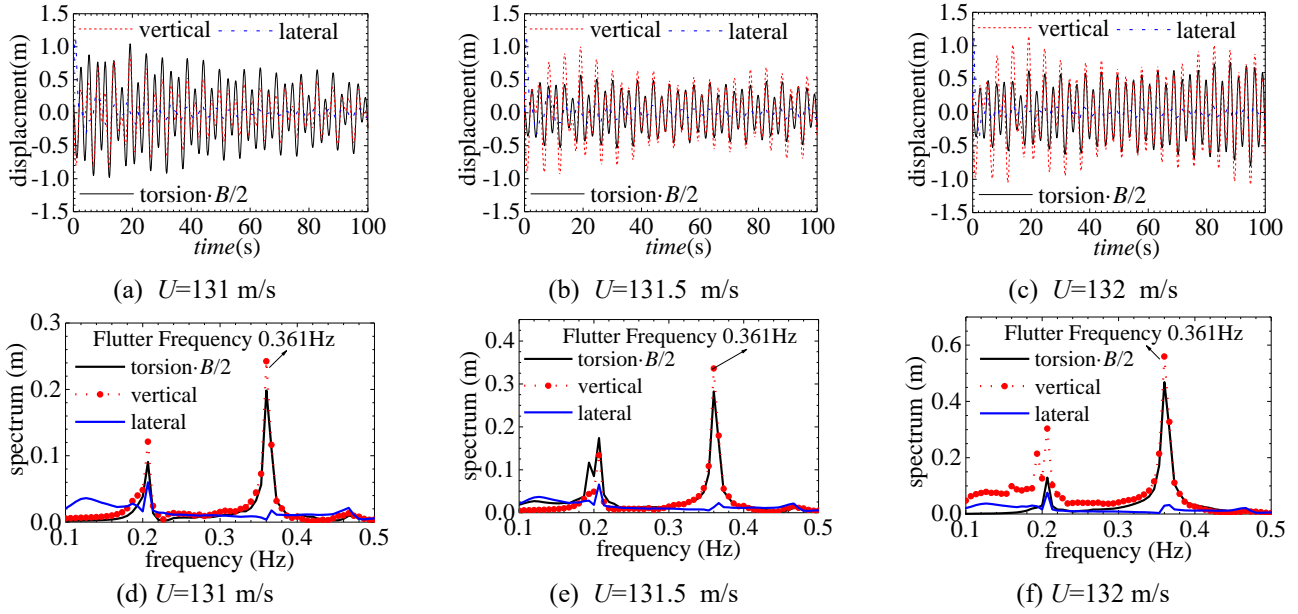 1.5
1.0
0.5
0.0
-0.5
-1.0
-1.5
displacment(m)
vertical
lateral
torsion·B/2
0 20 40 60 80 100
time(s)
(a) U=131 m/s
1.5
1.0
0.5
0.0
-0.5
-1.0
-1.5
displacment(m)
vertical
lateral
torsion·B/2
0 20 40 60 80 100
time(s)
(b) U=131.5 m/s
1.5
1.0
0.5
0.0
-0.5
-1.0
-1.5
displacment(m)
vertical
lateral
torsion·B/2
0 20 40 60 80 100
time(s)
(c) U=132 m/s
0.3
0.2
0.1
0.0
spectrum (m)
Flutter Frequency 0.361Hz
torsion·B/2
vertical
lateral
0.1 0.2 0.3 0.4 0.5
frequency (Hz)
(d) U=131 m/s
0.4
0.3
0.2
0.1
0.0
spectrum (m)
Flutter Frequency 0.361Hz
torsion·B/2
vertical
lateral
0.1 0.2 0.3 0.4 0.5
frequency (Hz)
(e) U=131.5 m/s
0.6
0.4
0.2
0.0
spectrum (m)
Flutter Frequency 0.361Hz
torsion·B/2
vertical
lateral
0.1 0.2 0.3 0.4 0.5
frequency (Hz)
(f) U=132 m/s